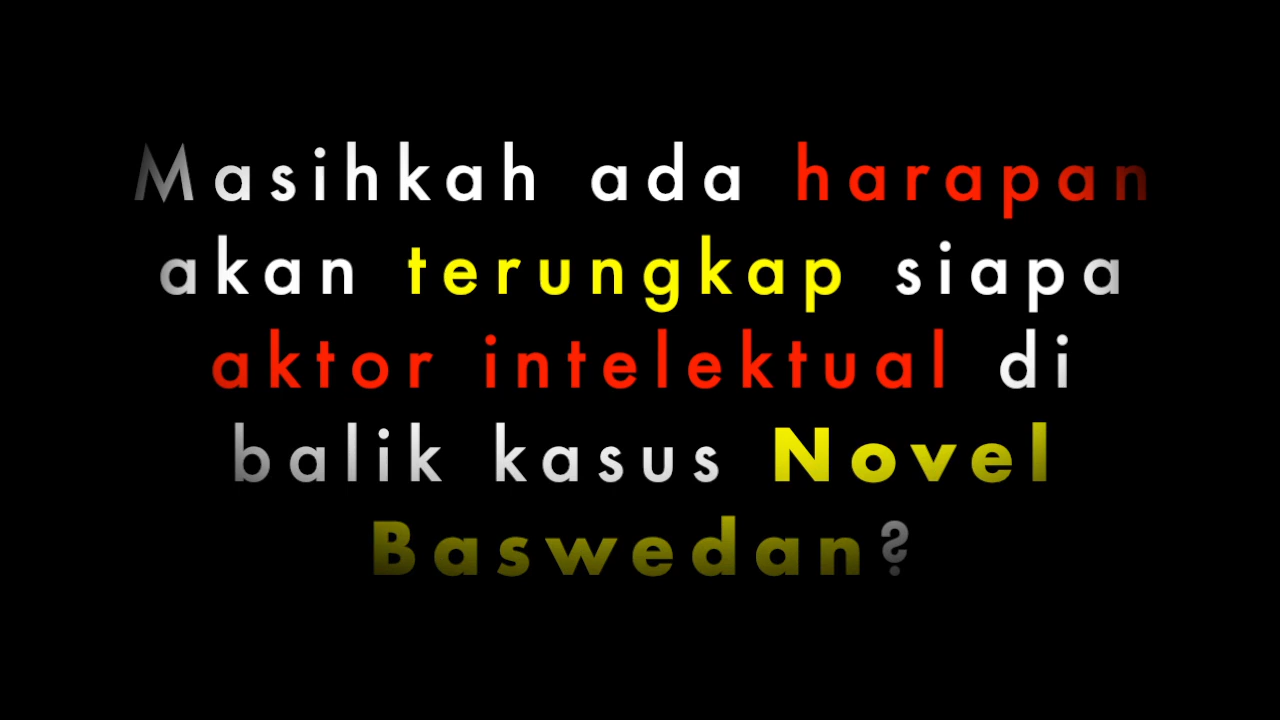 Masihkah ada harapan
akan terungkap siapa
aktor intelektual di
balik kasus Novel
Baswedan?